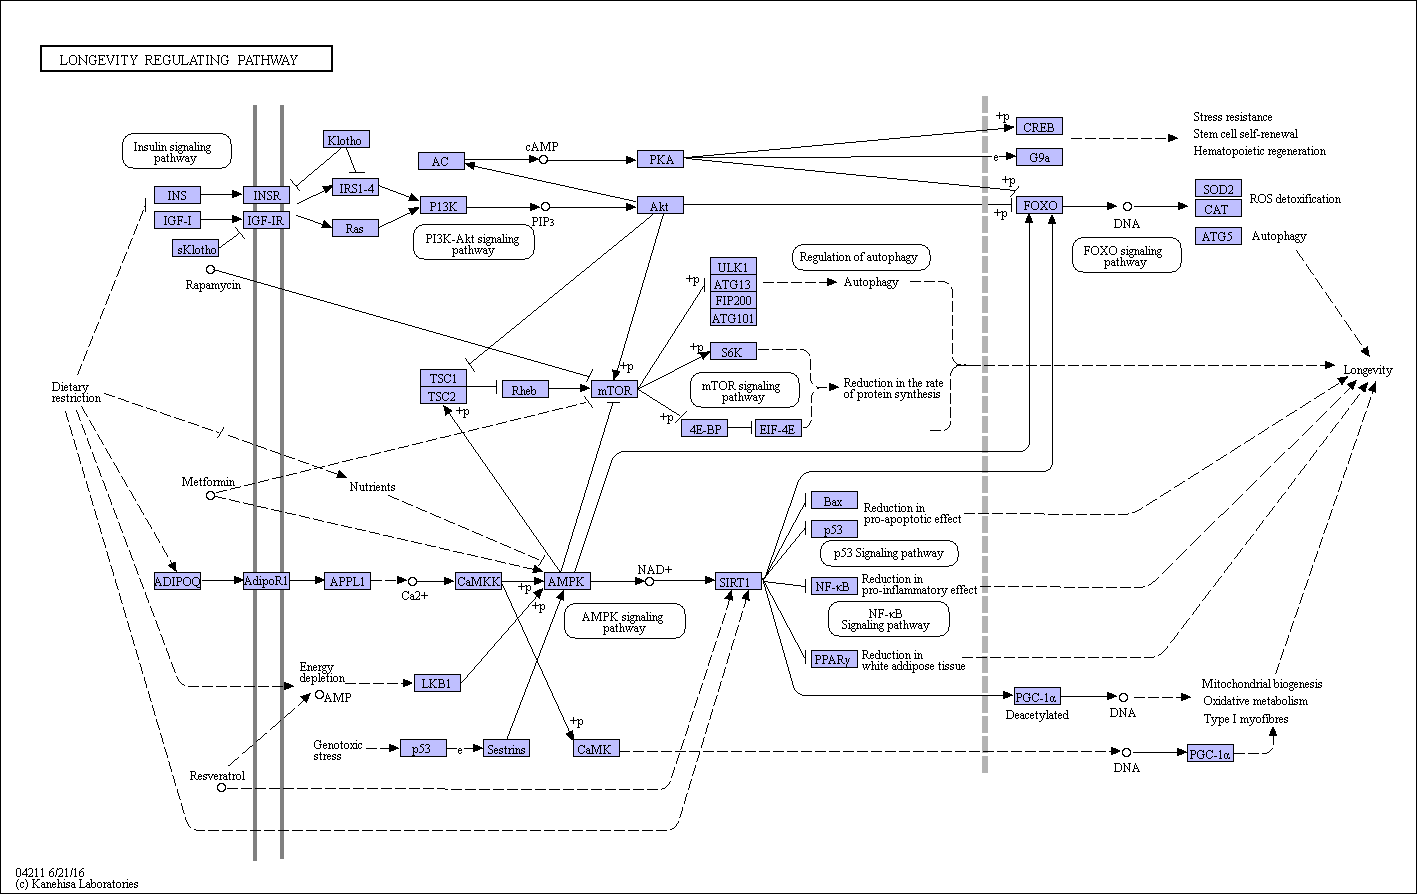 LONGEVITY REGULATING PATHWAY
Insulin signaling
pathway
Klotho
AC
cAMP
PKA
+p
CREB
Stress resistance
Stem cell self-renewal
Hematopoietic regeneration
e
G9a
INS
INSR
IRS1-4
P13K
PIP3
Akt
+p
+p
FOXO
DNA
SOD2
CAT
ROS detoxification
IGF-I
IGF-IR
Ras
sKlotho
PI3K-Akt signaling
pathway
FOXO signaling
pathway
ATG5
Autophagy
Rapamycin
Regulation of autophagy
+p
ULK1
ATG13
FIP200
ATG101
Autophagy
+p
S6K
+p
TSC1
TSC2
+p
Rheb
mTOR
mTOR signaling
pathway
Reduction in the rate
of protein synthesis
Longevity
Dietary
restriction
+p
4E-BP
EIF-4E
Metformin
Nutrients
Bax
Reduction in
pro-apoptotic effect
p53
p53 Signaling pathway
ADIPOQ
AdipoR1
APPL1
Ca2+
CaMKK
+p
+p
AMPK
NAD+
SIRT1
NF-κB
Reduction in
pro-inflammatory effect
AMPK signaling
pathway
NF-κB
Signaling pathway
PPARγ
Reduction in
white addipose tissue
Energy
depletion
AMP
LKB1
PGC-1α
Deacetylated
DNA
Mitochondrial biogenesis
Oxidative metabolism
Type I myofibres
Genotoxic
stress
p53
e
Sestrins
+p
CaMK
DNA
PGC-1α
Resveratrol
04211 6/21/16
(c) Kanehisa Laboratories